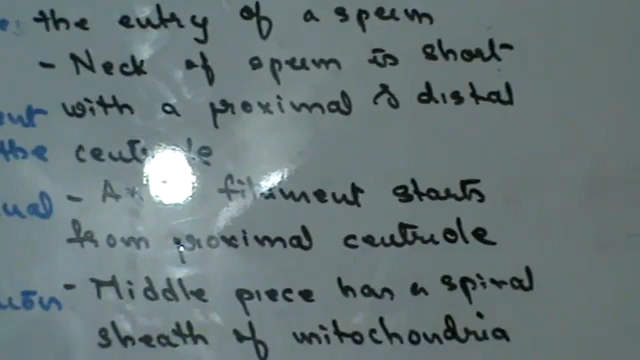 the entry of a sperm
- Neck of sperm is short
with a proximal & distal
the centriole
- filament starts
from proximal centriole
- Middle piece has a spiral
sheath of mitochondria